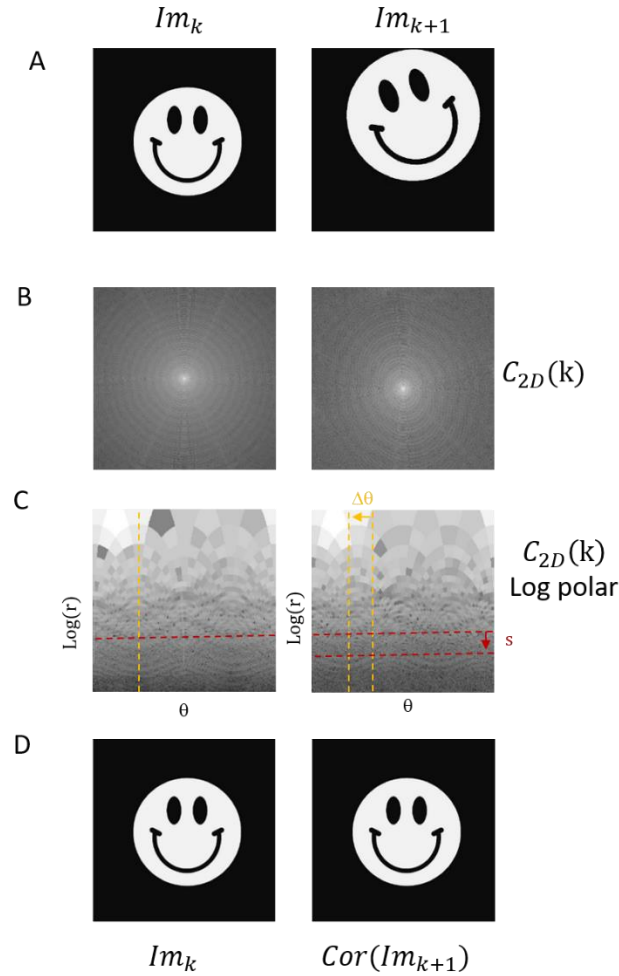 Im_k Im_{k+1}
A
B
C_{2D}(k)
C
Δθ
Log(r) Log(r)
C_{2D}(k)
Log polar
s
θ θ
D
Im_k Cor(Im_{k+1})